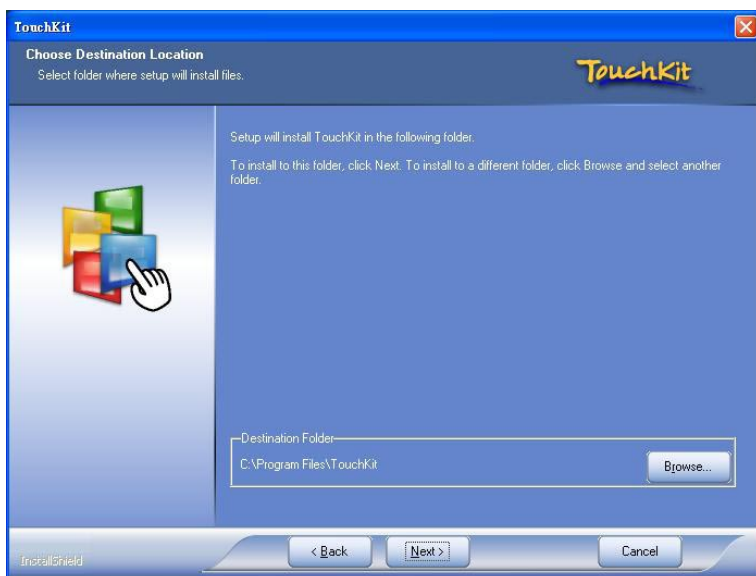 TouchKit
Choose Destination Location
Select folder where setup will install files.
TouchKit
Setup will install TouchKit in the following folder.
To install to this folder, click Next. To install to a different folder, click Browse and select another
folder.
Destination Folder
C:\Program Files\TouchKit
Browse...
InstallShield
< Back
Next >
Cancel